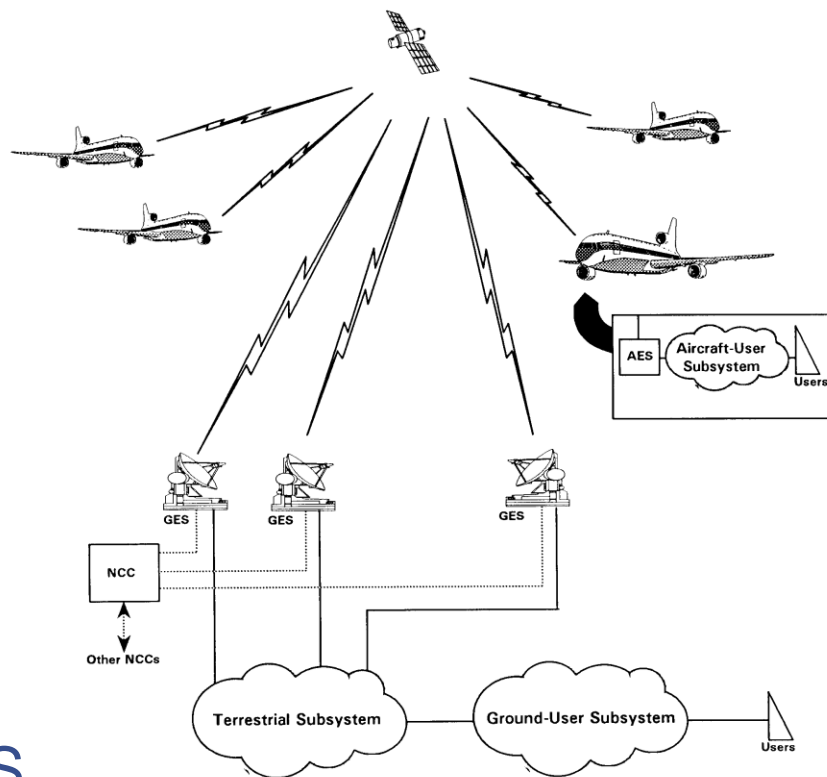 AES
Aircraft-User
Subsystem
Users
GES
GES
GES
NCC
Other NCCs
Terrestrial Subsystem
Ground-User Subsystem
Users
S